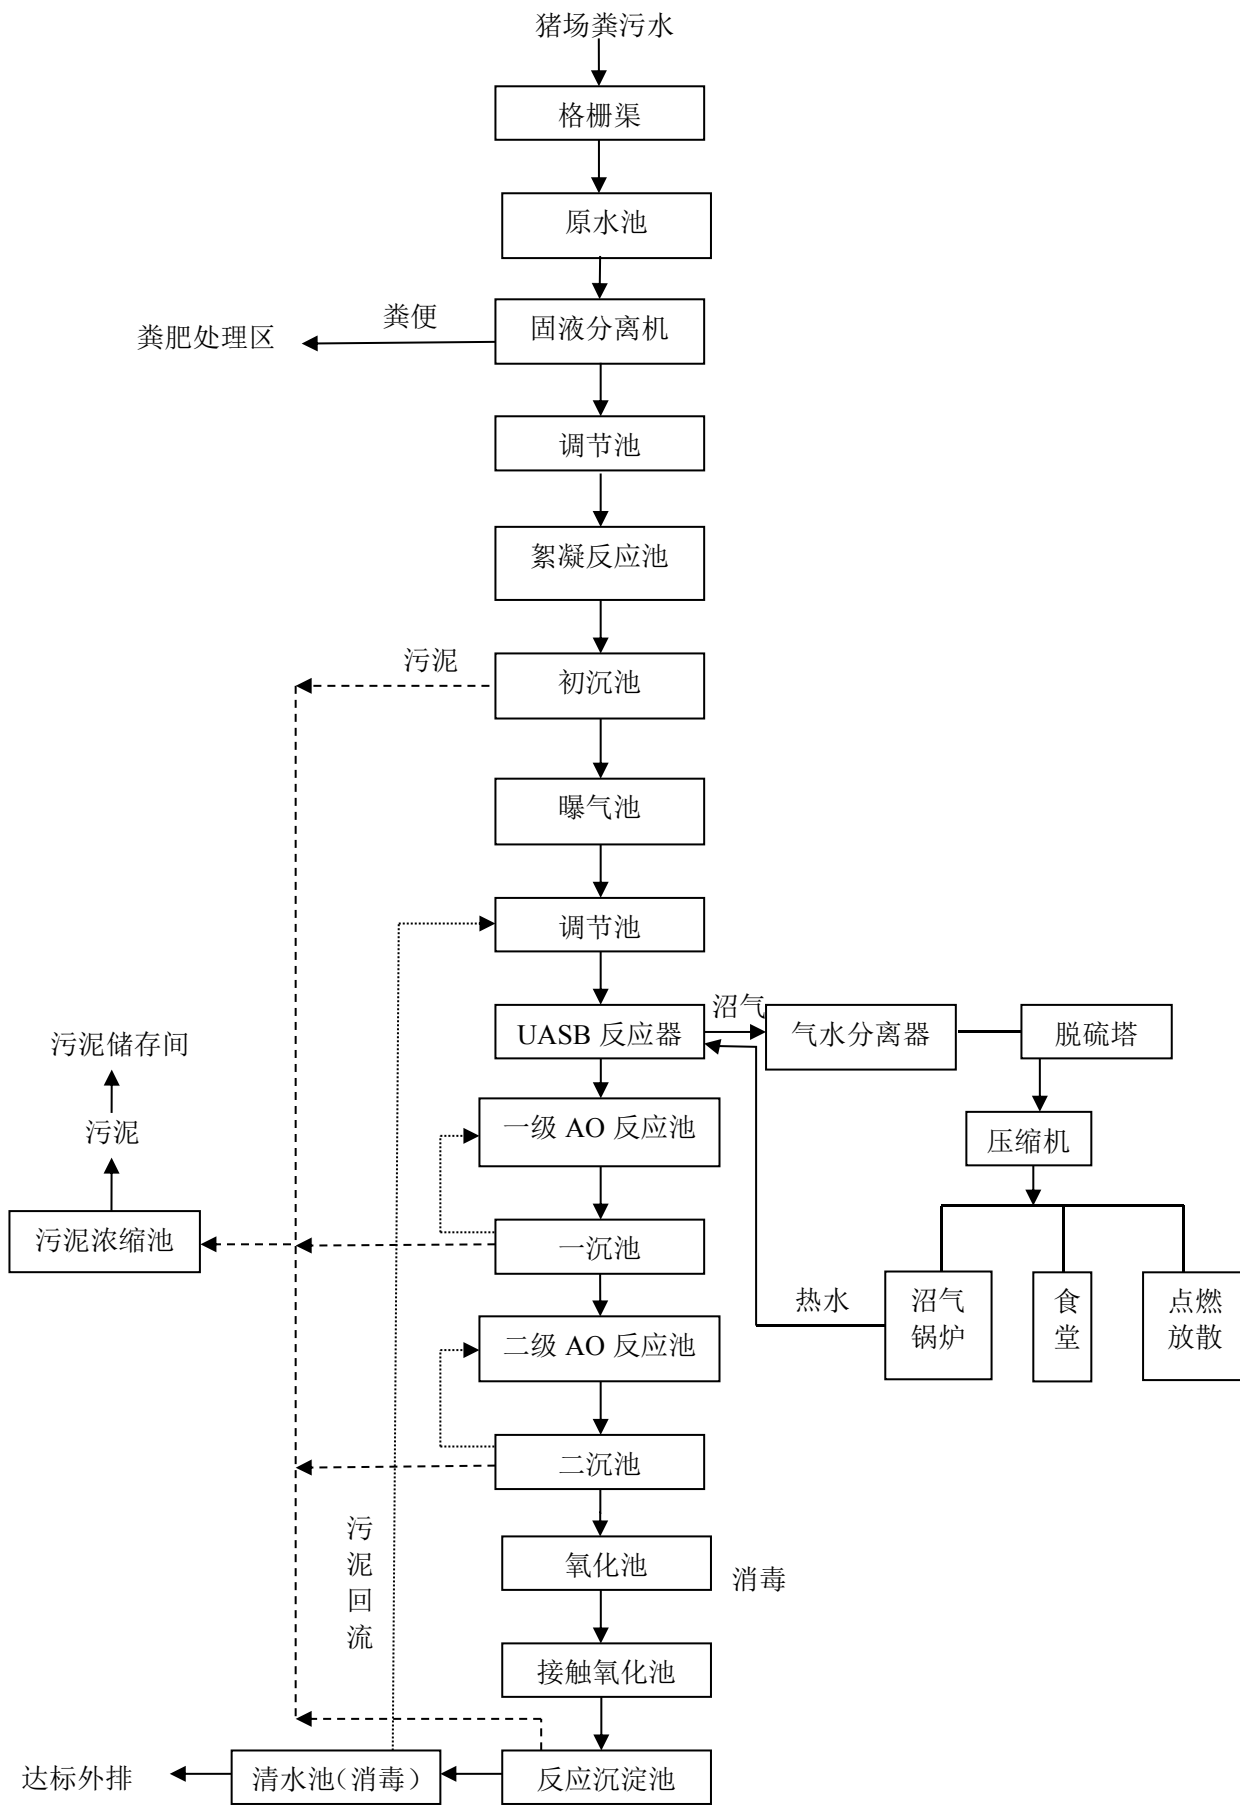 猪场粪污水
格栅渠
原水池
固液分离机
粪便
粪肥处理区
调节池
絮凝反应池
污泥
初沉池
曝气池
调节池
沼气
UASB 反应器
气水分离器
脱硫塔
污泥储存间
污泥
一级 AO 反应池
压缩机
污泥浓缩池
一沉池
热水
沼气
锅炉
食
堂
点燃
放散
二级 AO 反应池
二沉池
污
泥
回
流
氧化池
消毒
接触氧化池
达标外排
清水池（消毒）
反应沉淀池